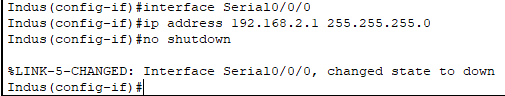 Indus(config-if)#interface Serial0/0/0
Indus(config-if)#ip address 192.168.2.1 255.255.255.0
Indus(config-if)#no shutdown
%LINK-5-CHANGED: Interface Serial0/0/0, changed state to down
Indus(config-if)#